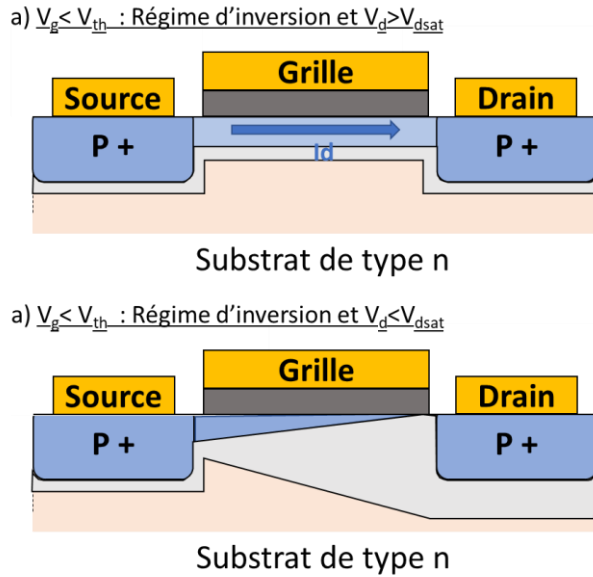 a) Vg< Vth : Régime d'inversion et Vd>Vdsat
Grille
Source
Drain
P +
Id
P +
Substrat de type n
a) Vg< Vth : Régime d'inversion et Vd<Vdsat
Grille
Source
Drain
P +
P +
Substrat de type n